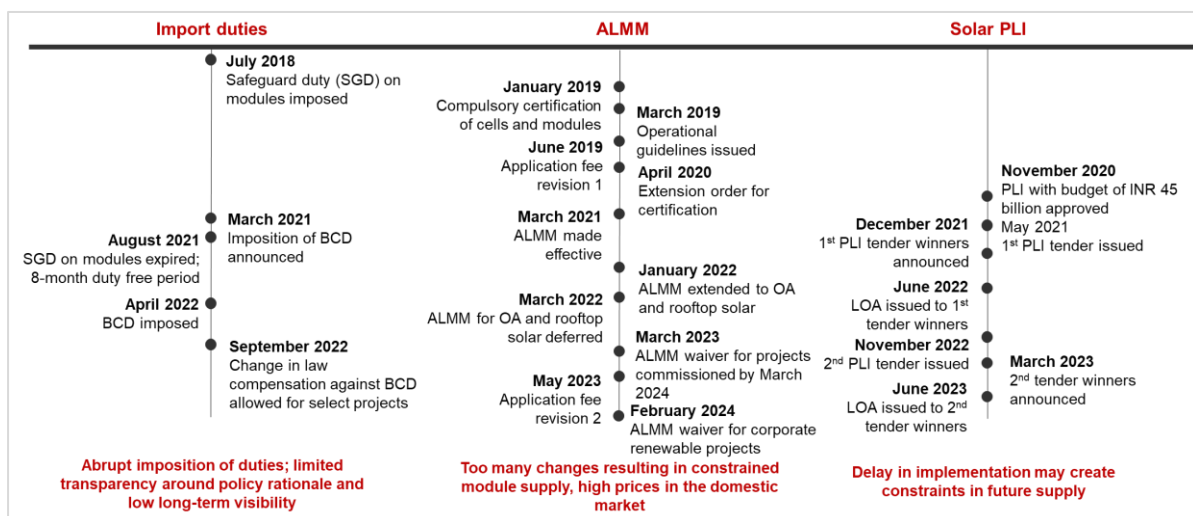 Import duties
July 2018
Safeguard duty (SGD) on
modules imposed
March 2021
Imposition of BCD
announced
August 2021
SGD on modules expired;
8-month duty free period
April 2022
BCD imposed
September 2022
Change in law
compensation against BCD
allowed for select projects
Abrupt imposition of duties; limited
transparency around policy rationale and
low long-term visibility
ALMM
January 2019
Compulsory certification
of cells and modules
March 2019
Operational
guidelines issued
June 2019
Application fee
revision 1
April 2020
Extension order for
certification
March 2021
ALMM made
effective
January 2022
ALMM extended to OA
and rooftop solar
March 2022
ALMM for OA and rooftop
solar deferred
March 2023
ALMM waiver for projects
commissioned by March
2024
May 2023
Application fee
revision 2
February 2024
ALMM waiver for corporate
renewable projects
Too many changes resulting in constrained
module supply, high prices in the domestic
market
Solar PLI
November 2020
PLI with budget of INR 45
billion approved
May 2021
1st PLI tender issued
December 2021
1st PLI tender winners
announced
June 2022
LOA issued to 1st
tender winners
November 2022
2nd PLI tender issued
March 2023
2nd tender winners
announced
June 2023
LOA issued to 2nd
tender winners
Delay in implementation may create
constraints in future supply